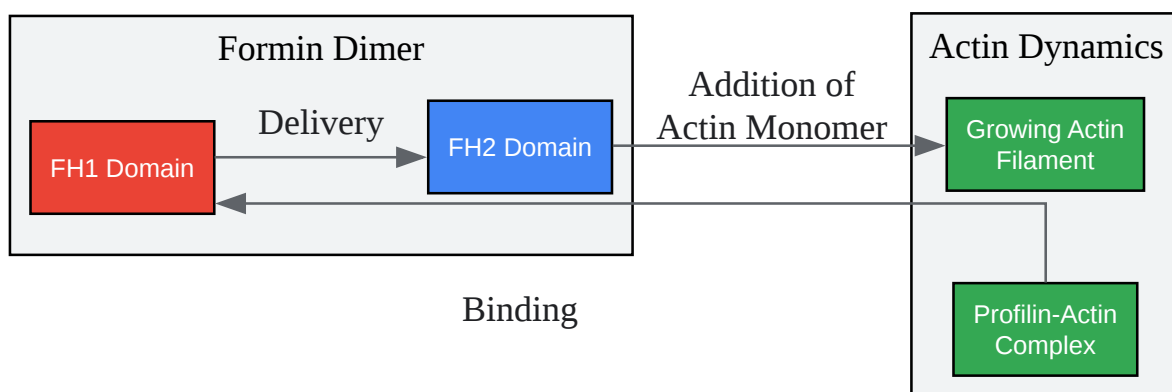 Formin Dimer
Actin Dynamics
Delivery
Addition of
Actin Monomer
FH1 Domain
FH2 Domain
Growing Actin
Filament
Binding
Profilin-Actin
Complex